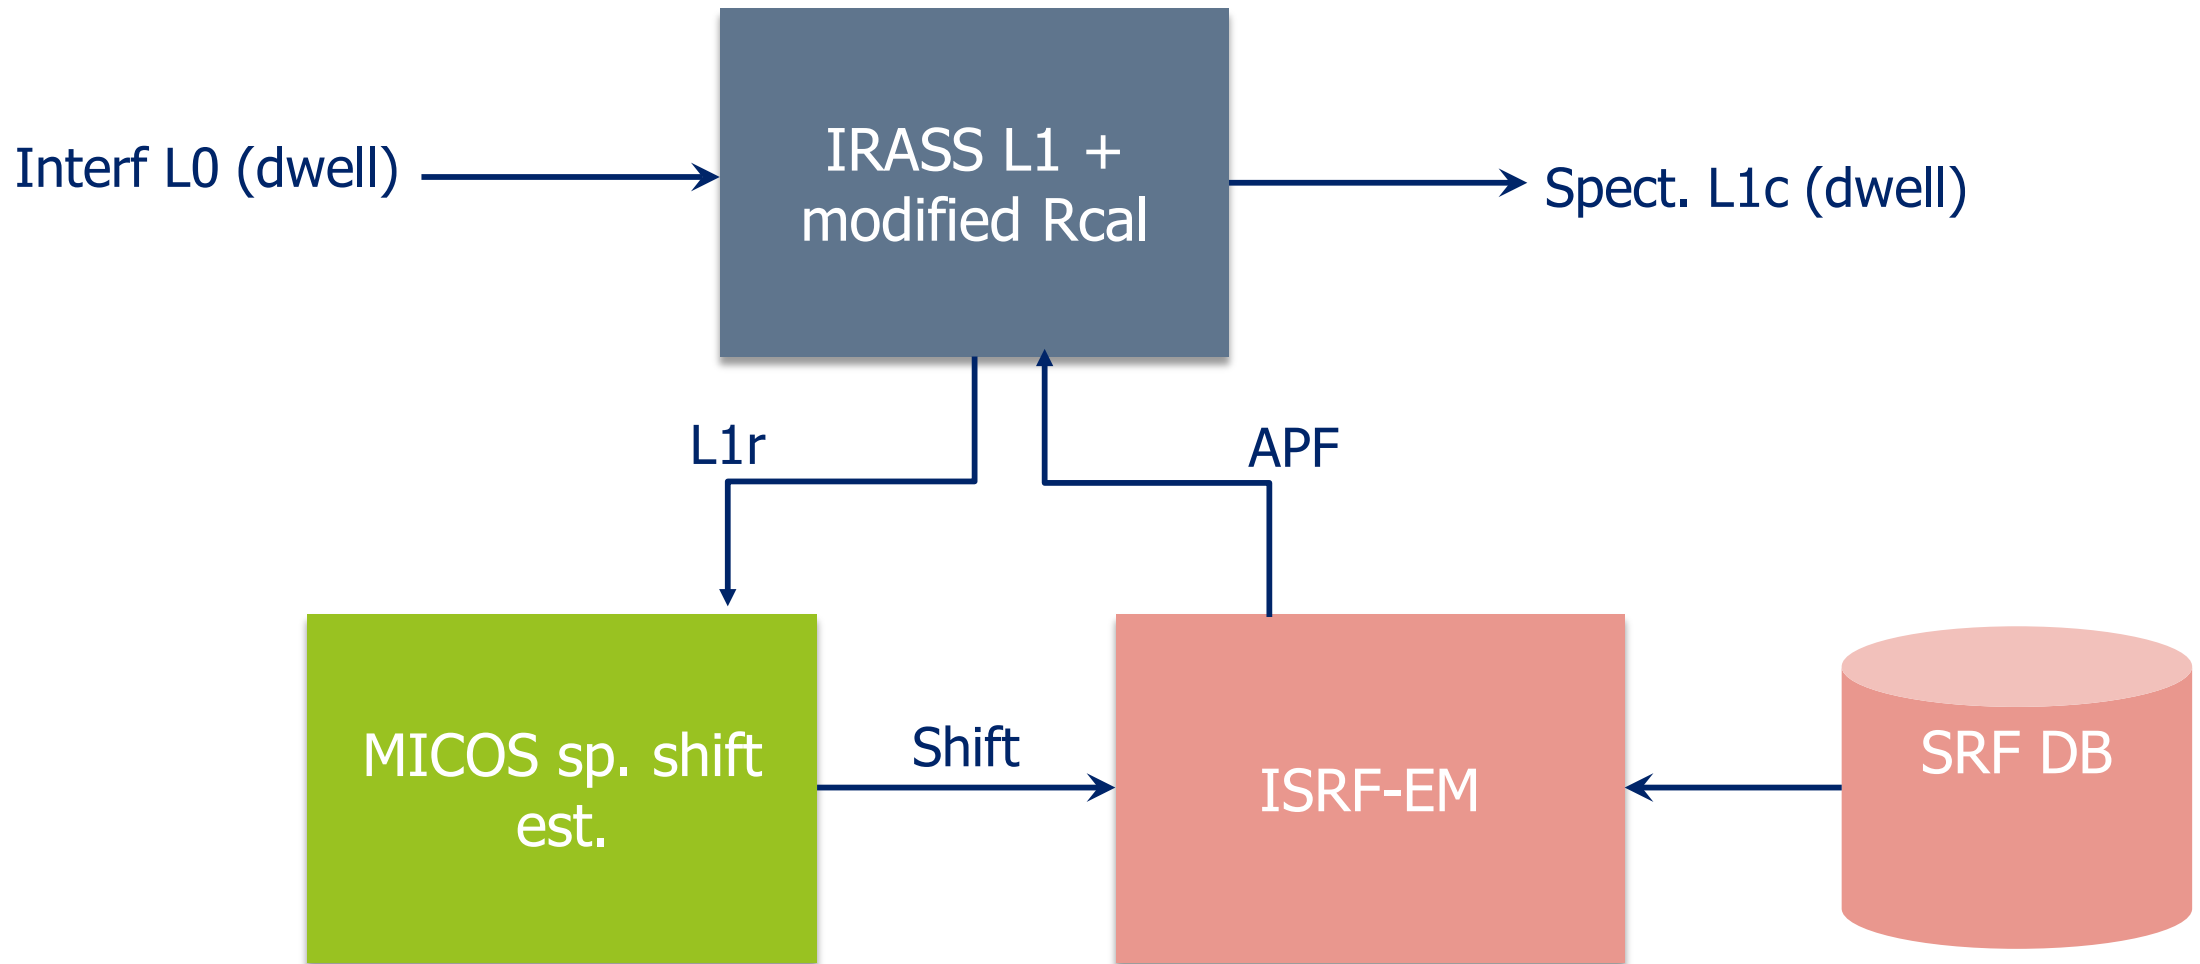 Interf L0 (dwell)
IRASS L1 +
modified Rcal
Spect. L1c (dwell)
L1r
APF
MICOS sp. shift
est.
Shift
ISRF-EM
SRF DB